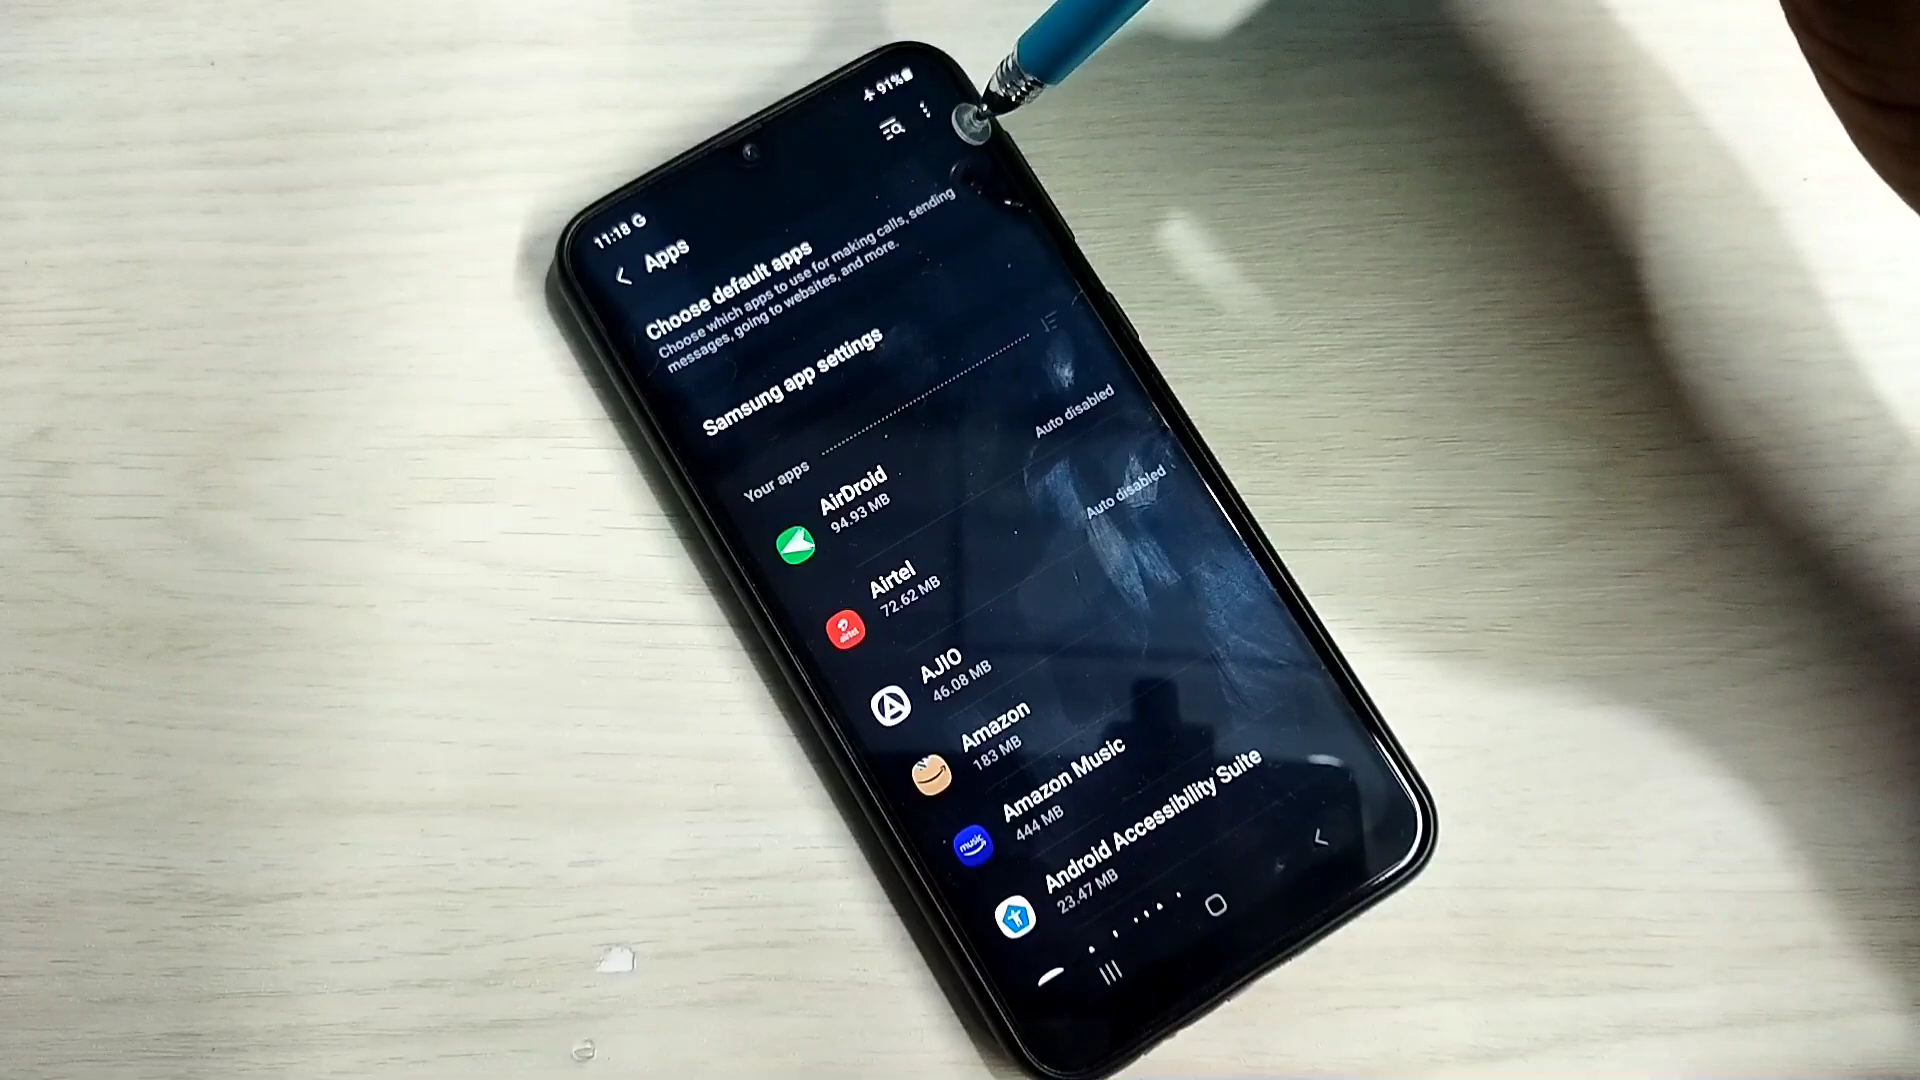 11:18 G
91%
Apps
Choose default apps
Choose which apps to use for making calls, sending
messages, going to websites, and more.
Samsung app settings
Your apps
AirDroid
94.93 MB
Auto disabled
airtel
Airtel
72.62 MB
Auto disabled
AJIO
46.08 MB
Amazon
183 MB
music
Amazon Music
444 MB
Android Accessibility Suite
23.47 MB